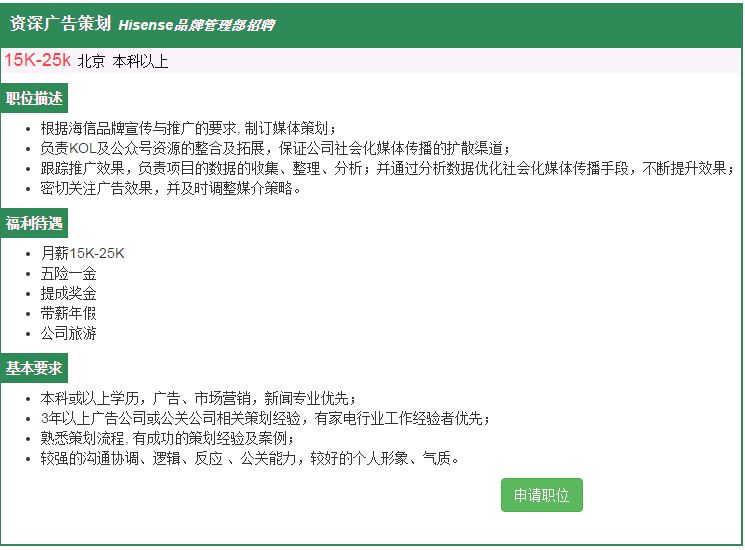 资深广告策划 Hisense品牌管理部招聘
15K-25k 北京 本科以上
职位描述
根据海信品牌宣传与推广的要求, 制订媒体策划；
负责KOL及公众号资源的整合及拓展，保证公司社会化媒体传播的扩散渠道；
跟踪推广效果，负责项目的数据的收集、整理、分析；并通过分析数据优化社会化媒体传播手段，不断提升效果；
密切关注广告效果，并及时调整媒介策略。
福利待遇
月薪15K-25K
五险一金
提成奖金
带薪年假
公司旅游
基本要求
本科或以上学历，广告、市场营销，新闻专业优先；
3年以上广告公司或公关公司相关策划经验，有家电行业工作经验者优先；
熟悉策划流程, 有成功的策划经验及案例；
较强的沟通协调、逻辑、反应 、公关能力，较好的个人形象、气质。
申请职位